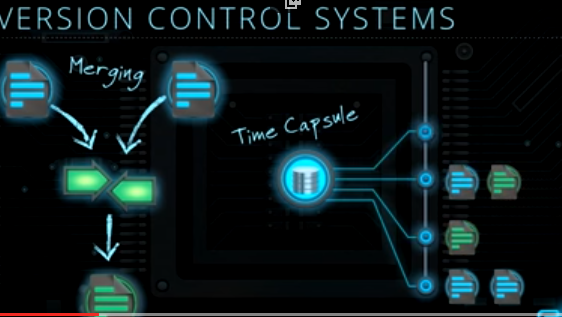 VERSION CONTROL SYSTEMS
Merging
Time Capsule